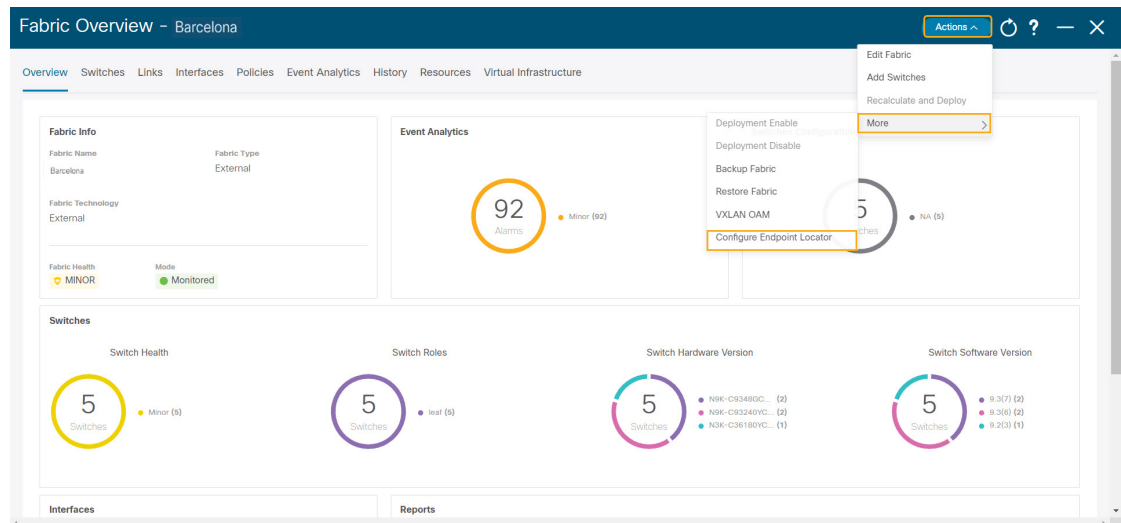 Fabric Overview - Barcelona
Actions
?
Edit Fabric
Add Switches
Recalculate and Deploy
More
Deployment Enable
Deployment Disable
Backup Fabric
Restore Fabric
VXLAN OAM
Configure Endpoint Locator
Overview Switches Links Interfaces Policies Event Analytics History Resources Virtual Infrastructure
Fabric Info
Fabric Name Fabric Type
Barcelona External
Fabric Technology
External
Fabric Health Mode
MINOR Monitored
Event Analytics
92
Alarms
Minor (92)
5
NA (5)
Switches
Switch Health
5
Switches
Minor (5)
Switch Roles
5
Switches
leaf (5)
Switch Hardware Version
5
Switches
N9K-C9348GC... (2)
N9K-C93240YC... (2)
N3K-C36180YC... (1)
Switch Software Version
5
Switches
9.3(7) (2)
9.3(6) (2)
9.2(3) (1)
Interfaces
Reports